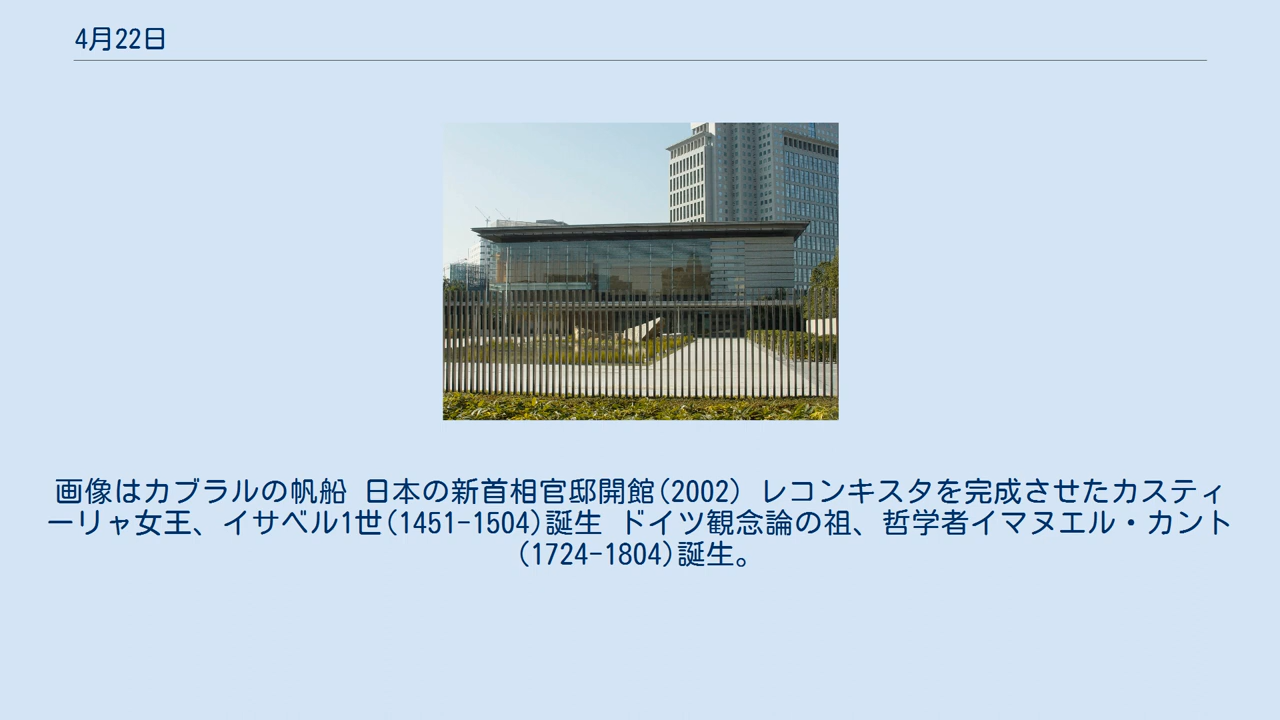 4月22日
画像はカブラルの帆船 日本の新首相官邸開館(2002) レコンキスタを完成させたカスティ
ーリャ女王、イサベル1世(1451-1504)誕生 ドイツ観念論の祖、哲学者イマヌエル・カント
(1724-1804)誕生。